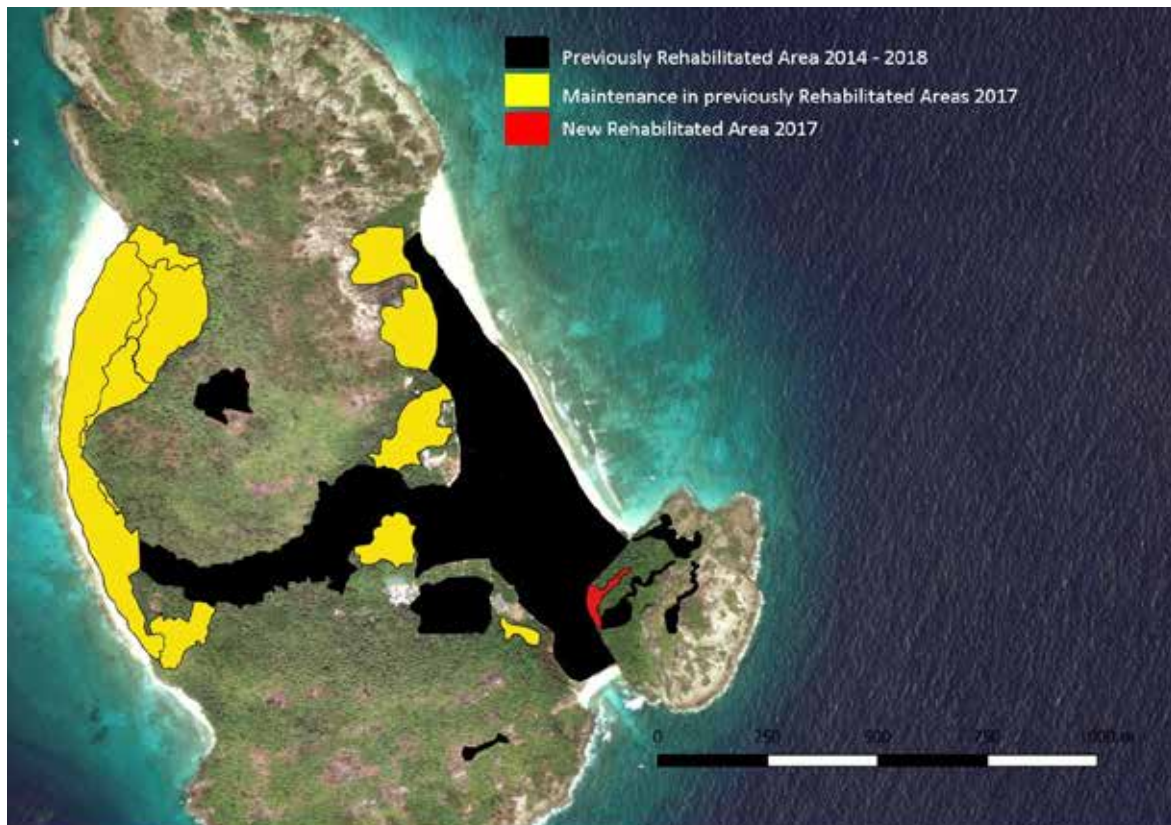 Previously Rehabilitated Area 2014 - 2018
Maintenance in previously Rehabilitated Areas 2017
New Rehabilitated Area 2017
0 250 500 750 1000 m